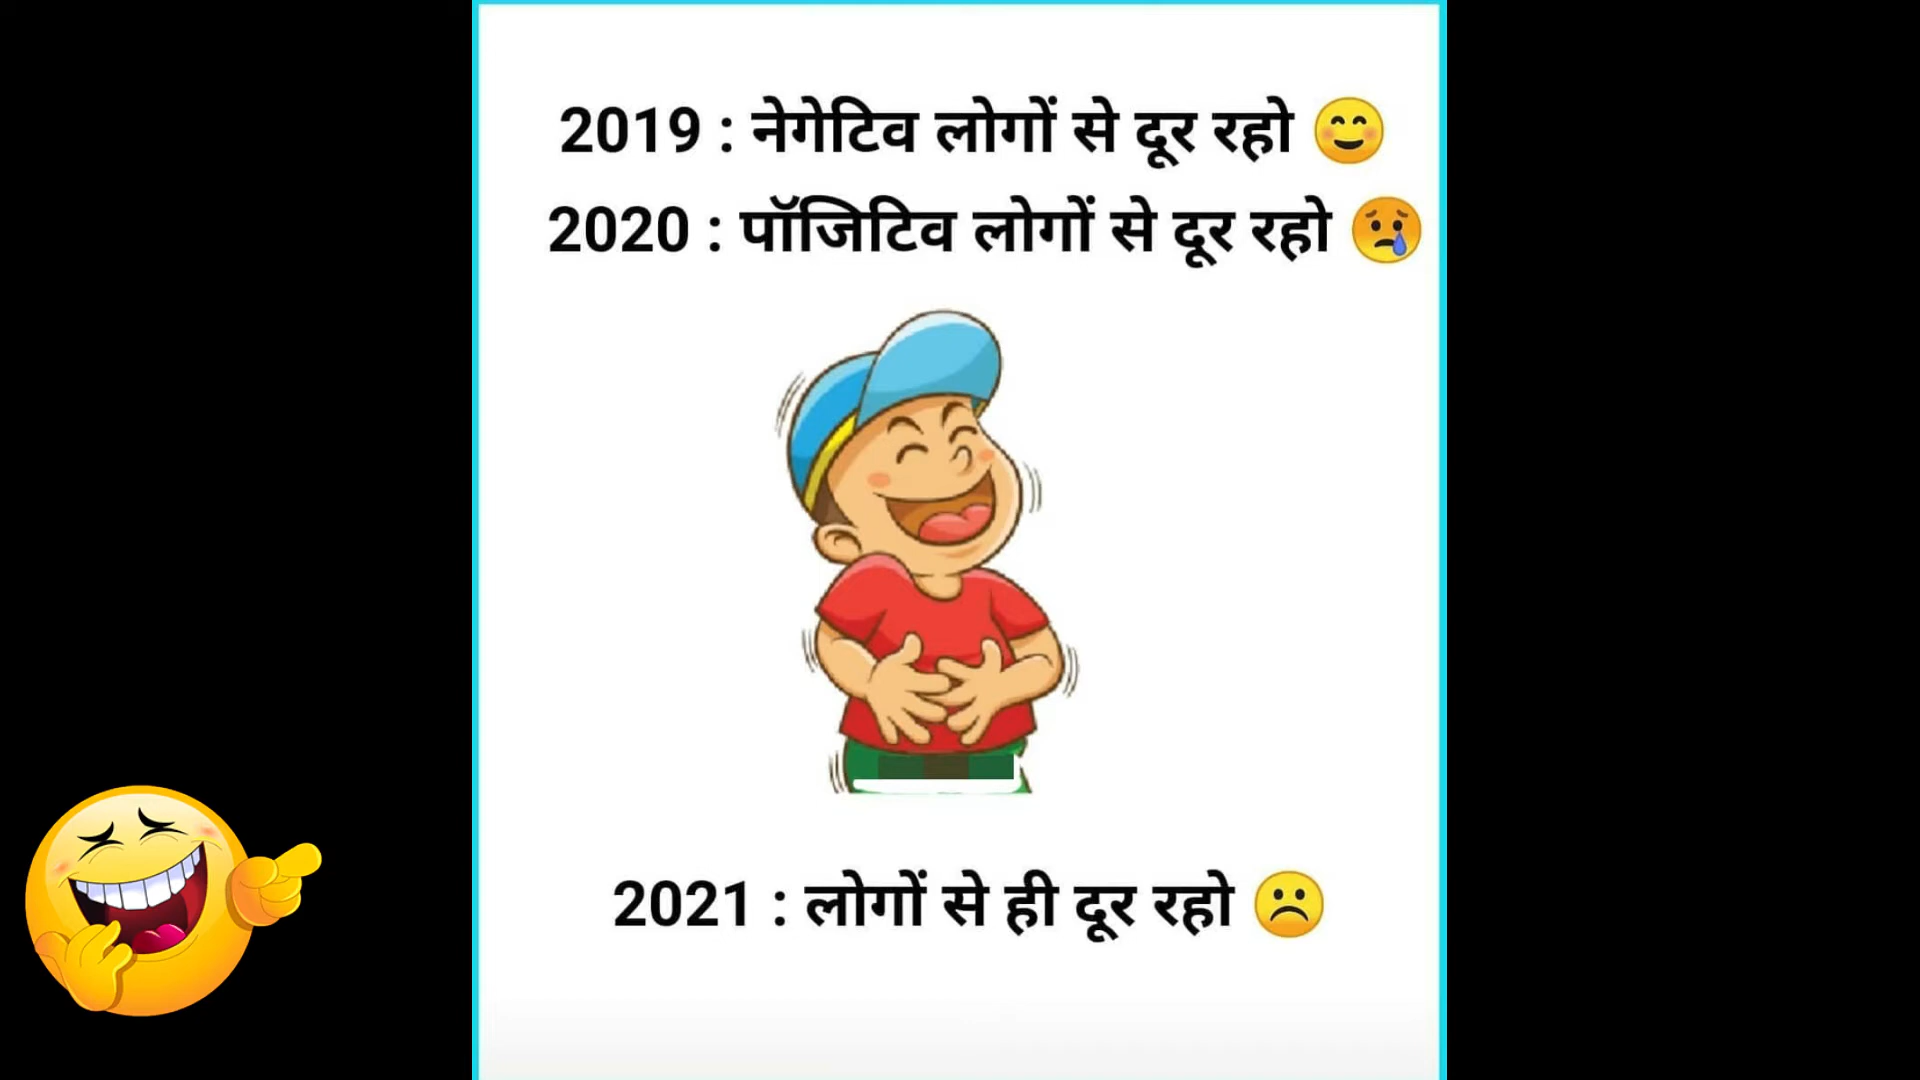 2019 : नेगेटिव लोगों से दूर रहो 😊
2020 : पॉजिटिव लोगों से दूर रहो 😢
2021 : लोगों से ही दूर रहो ☹️